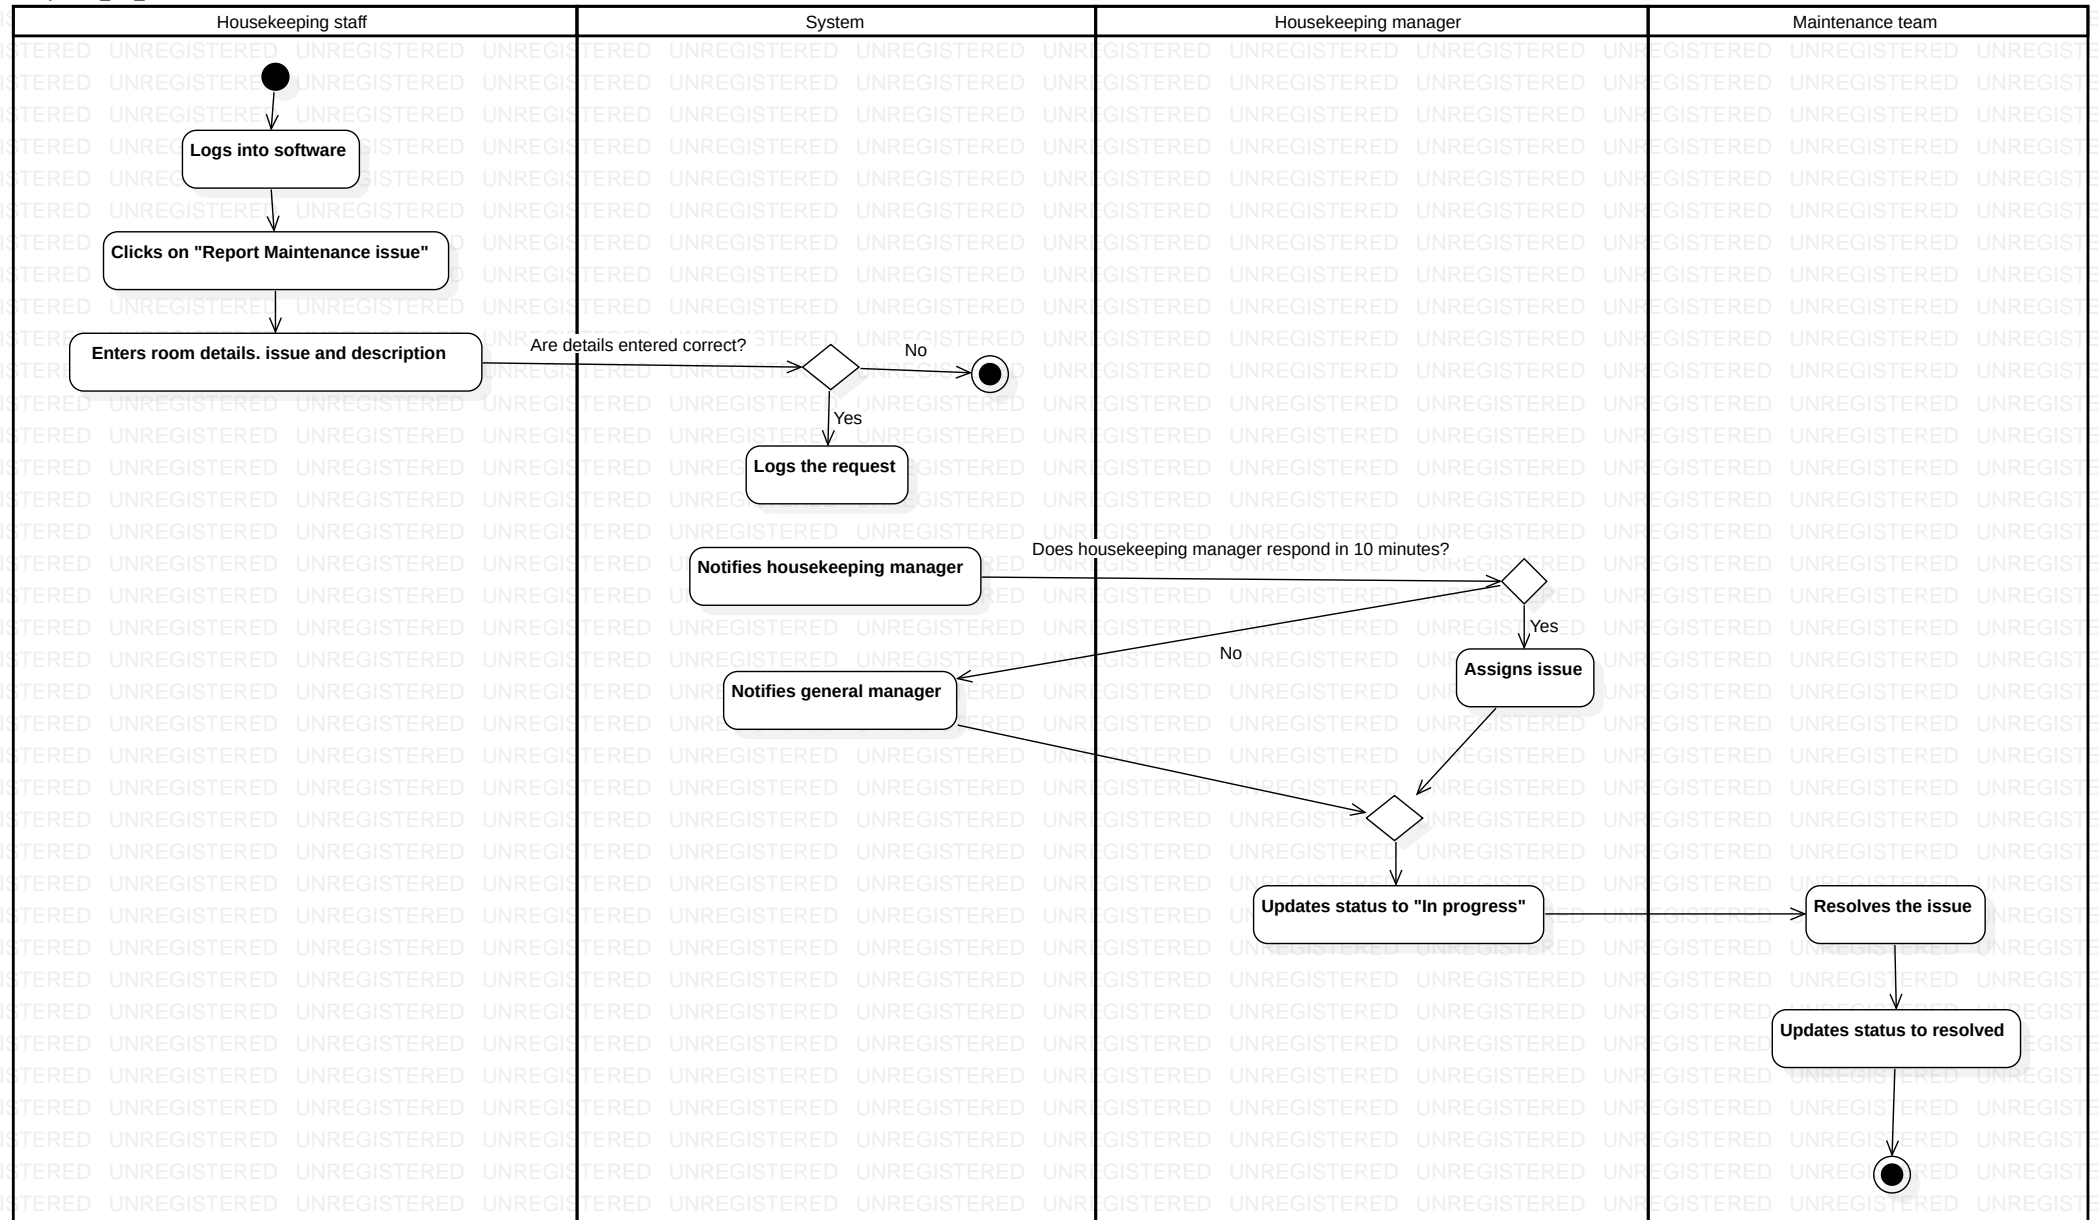 Housekeeping staff
System
Housekeeping manager
Maintenance team
Logs into software
Clicks on "Report Maintenance issue"
Enters room details. issue and description
Are details entered correct?
No
Yes
Logs the request
Notifies housekeeping manager
Does housekeeping manager respond in 10 minutes?
Yes
No
Notifies general manager
Assigns issue
Updates status to "In progress"
Resolves the issue
Updates status to resolved
UNREGISTERED